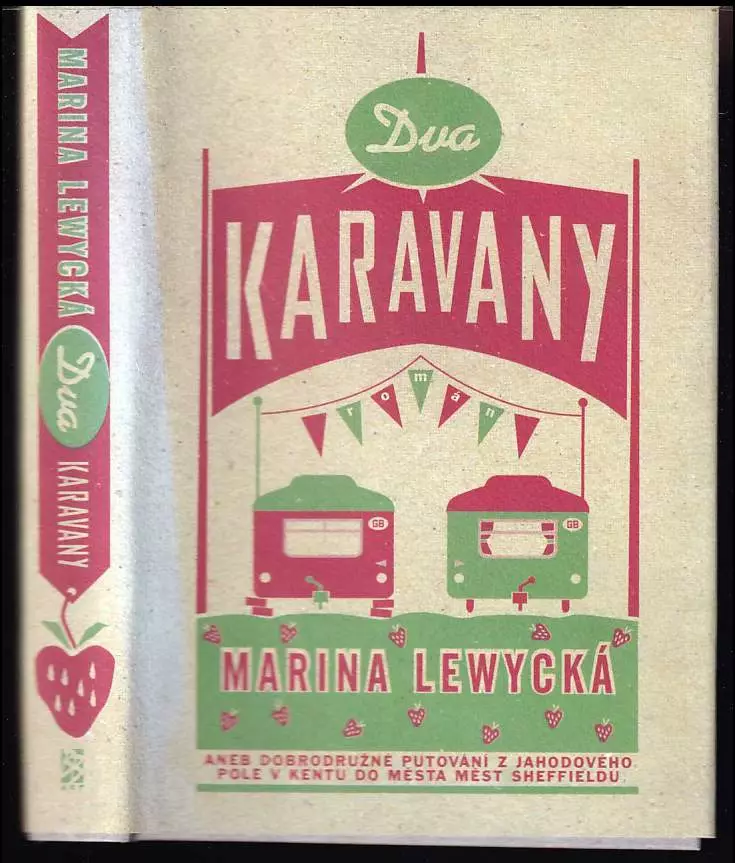 MARINA LEWYCKÁ
Dva
KARAVANY
Dva
KARAVANY
román
GB
GB
MARINA LEWYCKÁ
ANEB DOBRODRUŽNÉ PUTOVÁNÍ Z JAHODOVÉHO
POLE V KENTU DO MĚSTA MĚST SHEFFIELDU